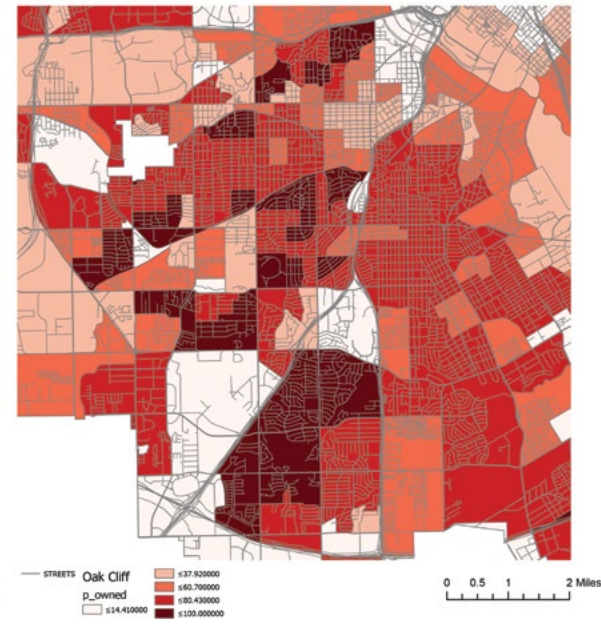 STREETS
Oak Cliff
p_owned
≤14.410000
≤37.920000
≤60.700000
≤80.430000
≤100.000000
0 0.5 1 2 Miles